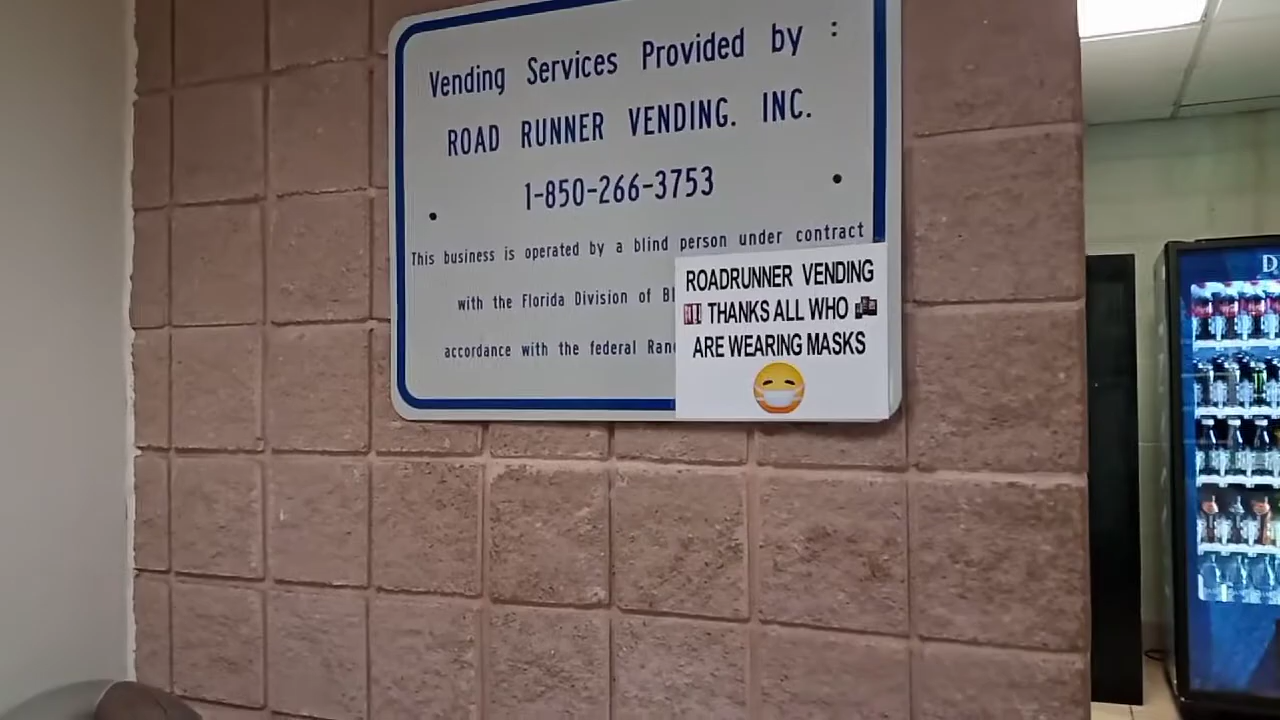 Vending Services Provided by :
ROAD RUNNER VENDING. INC.
1-850-266-3753
This business is operated by a blind person under contract
with the Florida Division of
accordance with the federal
ROADRUNNER VENDING
THANKS ALL WHO
ARE WEARING MASKS